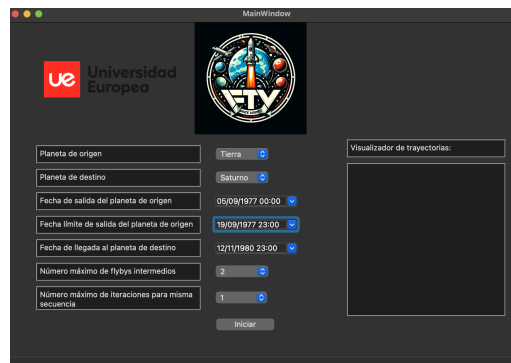 MainWindow
ue Universidad
Europea
FTV
Planeta de origen
Tierra
Visualizador de trayectorias:
Planeta de destino
Saturno
Fecha de salida del planeta de origen
05/09/1977 00:00
Fecha límite de salida del planeta de origen
19/09/1977 23:00
Fecha de llegada al planeta de destino
12/11/1980 23:00
Número máximo de flybys intermedios
2
Número máximo de iteraciones para misma
secuencia
1
Iniciar